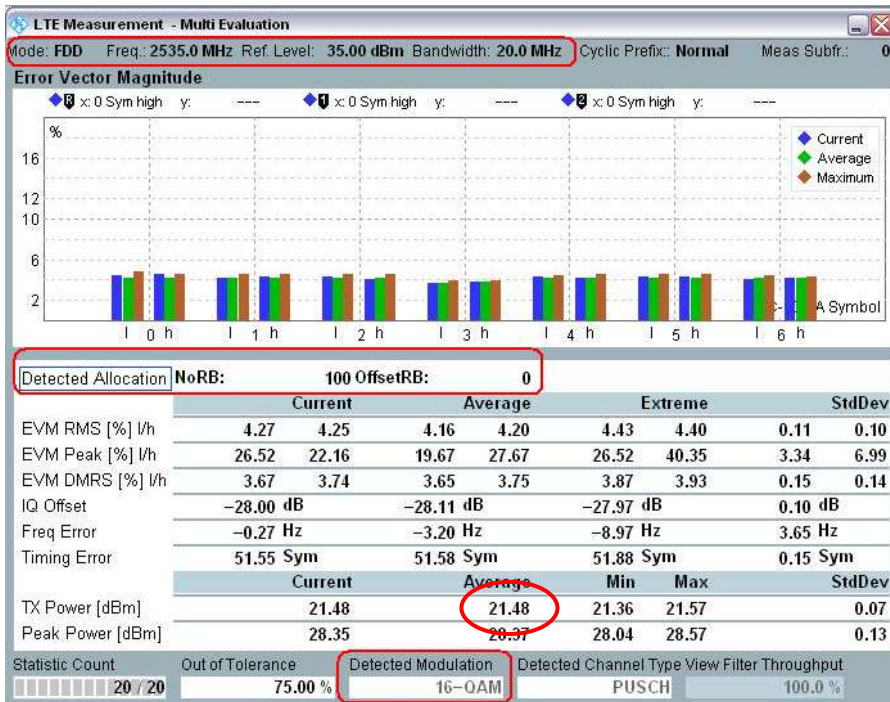 LTE Measurement - Multi Evaluation
Mode: FDD Freq.: 2535.0 MHz Ref. Level: 35.00 dBm Bandwidth: 20.0 MHz Cyclic Prefix: Normal Meas Subfr.: 0
Error Vector Magnitude
R x: 0 Sym high y: --- 1 x: 0 Sym high y: --- 2 x: 0 Sym high y: ---
%
Current
Average
Maximum
16
12
10
6
2
A Symbol
l 0 h l 1 h l 2 h l 3 h l 4 h l 5 h l 6 h
Detected Allocation NoRB: 100 OffsetRB: 0
Current Average Extreme StdDev
EVM RMS [%] l/h 4.27 4.25 4.16 4.20 4.43 4.40 0.11 0.10
EVM Peak [%] l/h 26.52 22.16 19.67 27.67 26.52 40.35 3.34 6.99
EVM DMRS [%] l/h 3.67 3.74 3.65 3.75 3.87 3.93 0.15 0.14
IQ Offset −28.00 dB −28.11 dB −27.97 dB 0.10 dB
Freq Error −0.27 Hz −3.20 Hz −8.97 Hz 3.65 Hz
Timing Error 51.55 Sym 51.58 Sym 51.88 Sym 0.15 Sym
Current Average Min Max StdDev
TX Power [dBm] 21.48 21.48 21.36 21.57 0.07
Peak Power [dBm] 28.35 28.37 28.04 28.57 0.13
Statistic Count Out of Tolerance Detected Modulation Detected Channel Type View Filter Throughput
20 / 20 75.00 % 16-QAM PUSCH 100.0 %